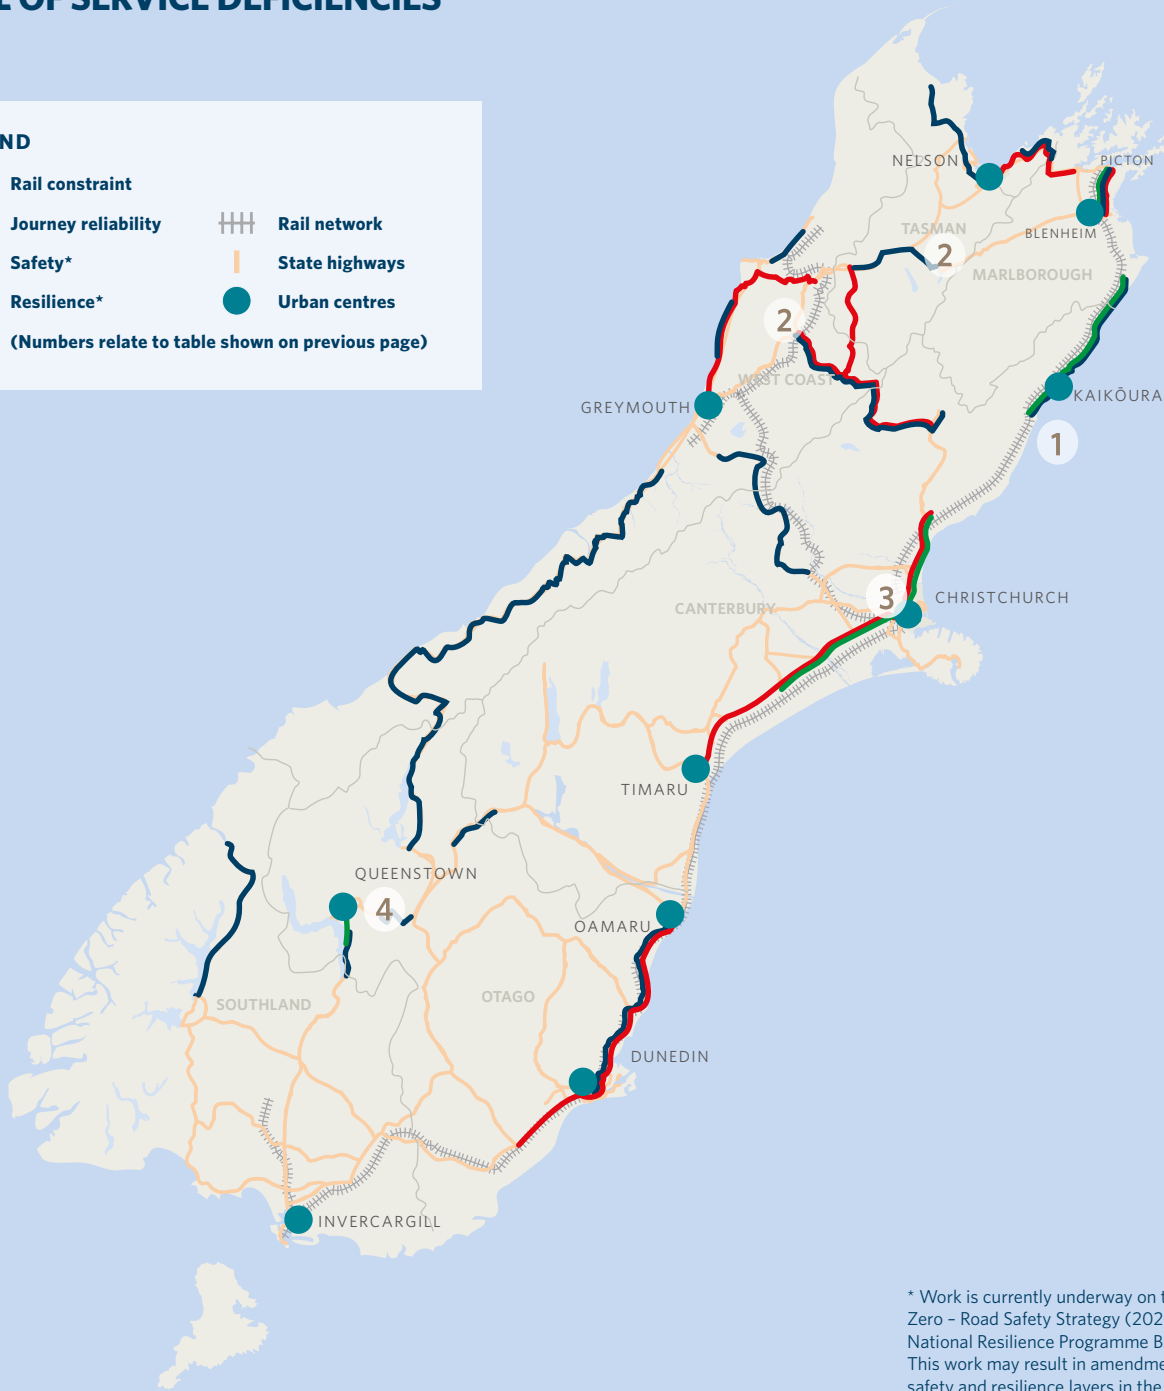 OF SERVICE DEFICIENCIES
ND
Rail constraint
Journey reliability
Rail network
Safety*
State highways
Resilience*
Urban centres
(Numbers relate to table shown on previous page)
NELSON
PICTON
TASMAN
BLENHEIM
2
MARLBOROUGH
2
WEST COAST
KAIKŌURA
GREYMOUTH
1
3
CHRISTCHURCH
CANTERBURY
TIMARU
QUEENSTOWN
4
OAMARU
OTAGO
SOUTHLAND
DUNEDIN
INVERCARGILL
* Work is currently underway on t
Zero – Road Safety Strategy (202
National Resilience Programme B
This work may result in amendme
safety and resilience layers in the